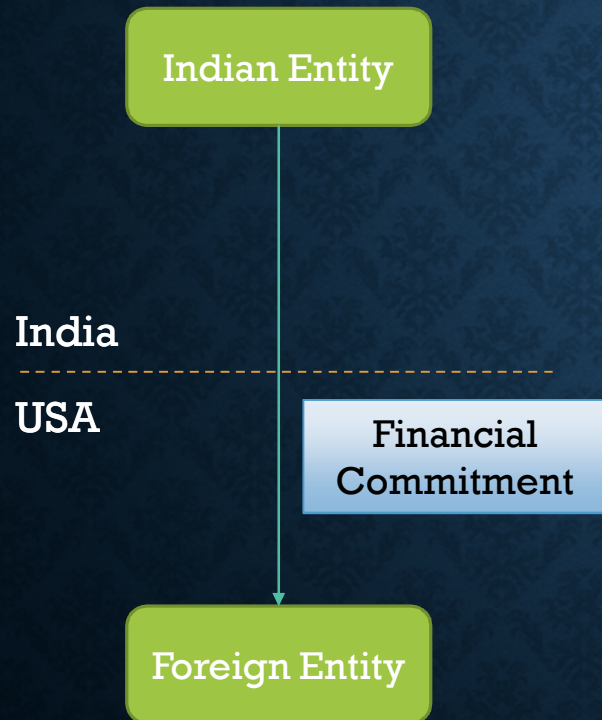 Indian Entity
India
USA
Financial
Commitment
Foreign Entity